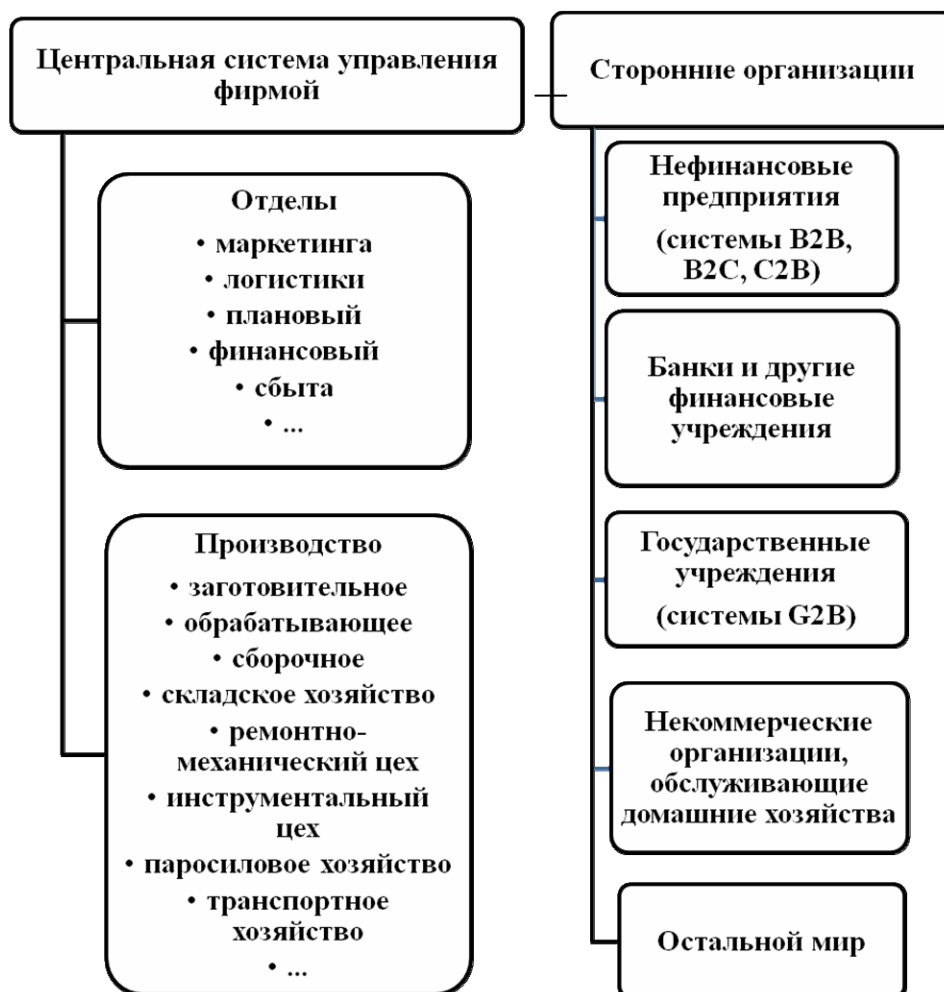 Центральная система управления
фирмой
Отделы
• маркетинга
• логистики
• плановый
• финансовый
• сбыта
• ...
Производство
• заготовительное
• обрабатывающее
• сборочное
• складское хозяйство
• ремонтно-
механический цех
• инструментальный
цех
• паросиловое хозяйство
• транспортное
хозяйство
• ...
Сторонние организации
Нефинансовые
предприятия
(системы B2B,
B2C, C2B)
Банки и другие
финансовые
учреждения
Государственные
учреждения
(системы G2B)
Некоммерческие
организации,
обслуживающие
домашние хозяйства
Остальной мир